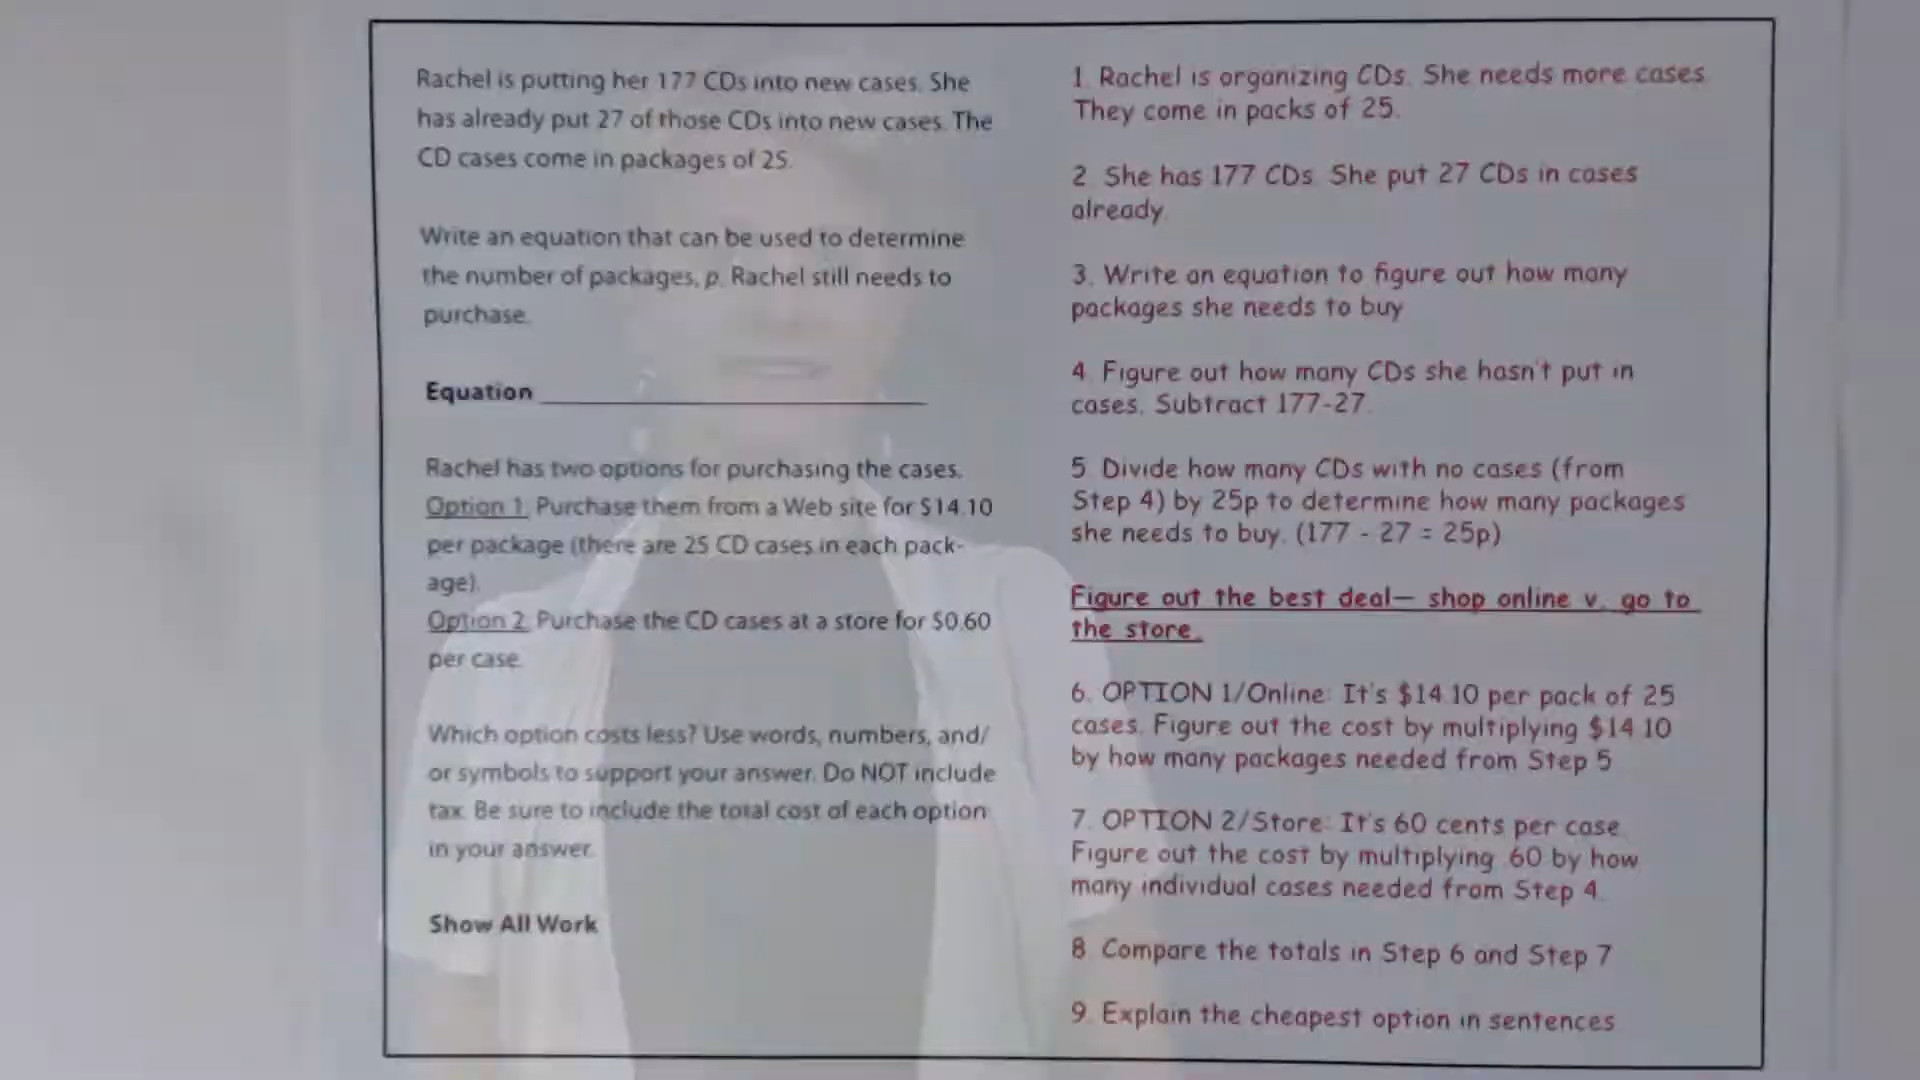 Rachel is putting her 177 CDs into new cases. She
has already put 27 of those CDs into new cases. The
CD cases come in packages of 25.
Write an equation that can be used to determine
the number of packages, p. Rachel still needs to
purchase.
Equation
Rachel has two options for purchasing the cases.
Option 1. Purchase them from a Web site for $14.10
per package (there are 25 CD cases in each pack-
age).
Option 2. Purchase the CD cases at a store for $0.60
per case.
Which option costs less? Use words, numbers, and/
or symbols to support your answer. Do NOT include
tax. Be sure to include the total cost of each option
in your answer.
Show All Work
1. Rachel is organizing CDs. She needs more cases.
They come in packs of 25.
2. She has 177 CDs. She put 27 CDs in cases
already.
3. Write an equation to figure out how many
packages she needs to buy
4. Figure out how many CDs she hasn't put in
cases. Subtract 177-27.
5. Divide how many CDs with no cases (from
Step 4) by 25p to determine how many packages
she needs to buy. (177 - 27 = 25p)
Figure out the best deal— shop online v. go to
the store.
6. OPTION 1/Online: It's $14.10 per pack of 25
cases. Figure out the cost by multiplying $14.10
by how many packages needed from Step 5
7. OPTION 2/Store: It's 60 cents per case.
Figure out the cost by multiplying .60 by how
many individual cases needed from Step 4.
8. Compare the totals in Step 6 and Step 7
9. Explain the cheapest option in sentences